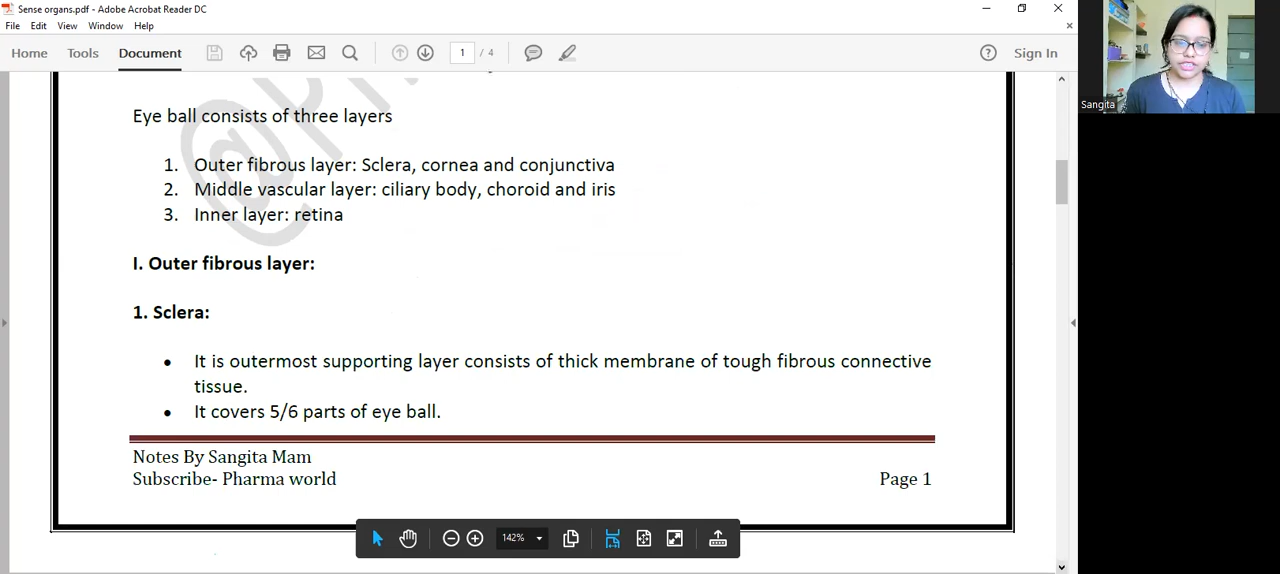 Sense organs.pdf - Adobe Acrobat Reader DC
File Edit View Window Help
Home Tools Document 1 / 4 Sign In
Sangita
Eye ball consists of three layers
1. Outer fibrous layer: Sclera, cornea and conjunctiva
2. Middle vascular layer: ciliary body, choroid and iris
3. Inner layer: retina
I. Outer fibrous layer:
1. Sclera:
• It is outermost supporting layer consists of thick membrane of tough fibrous connective
tissue.
• It covers 5/6 parts of eye ball.
Notes By Sangita Mam
Subscribe- Pharma world Page 1
142%